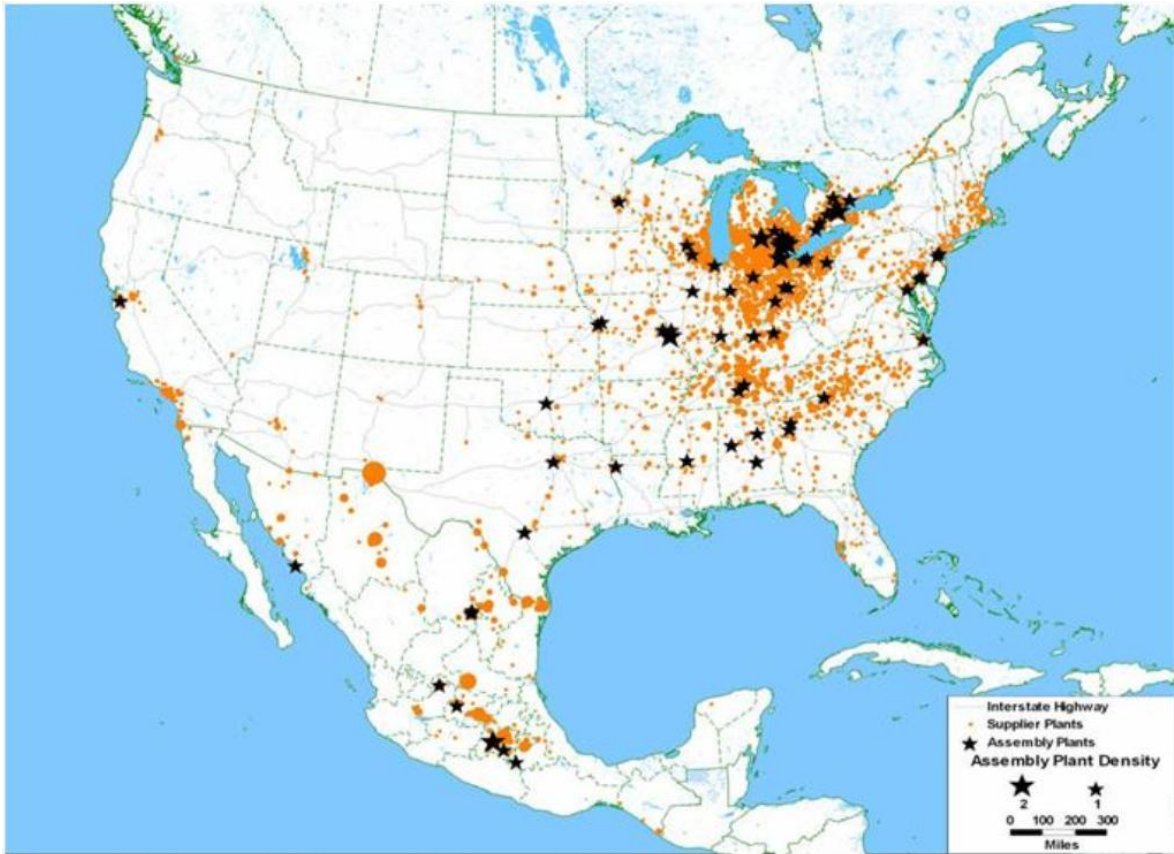 Interstate Highway
Supplier Plants
Assembly Plants
Assembly Plant Density
2 1
0 100 200 300
Miles